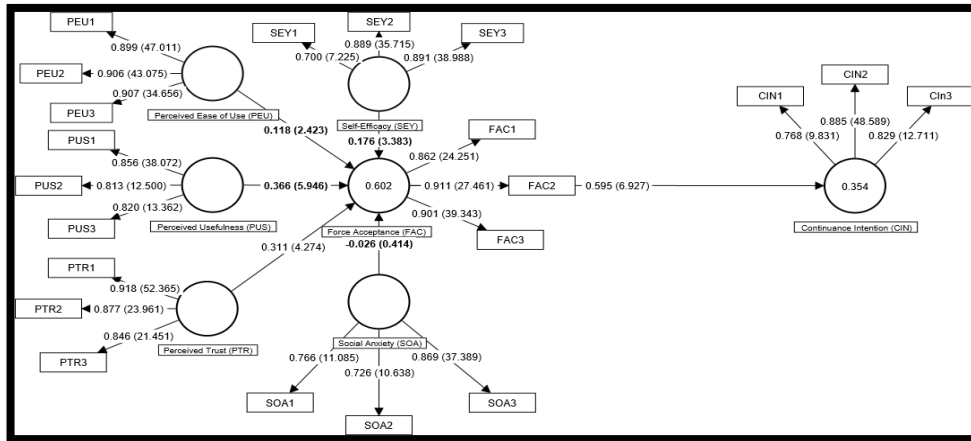 PEU1
0.899 (47.011)
PEU2
0.906 (43.075)
0.907 (34.656)
PEU3
Perceived Ease of Use (PEU)
0.118 (2.423)
SEY1
SEY2
SEY3
0.700 (7.225)
0.889 (35.715)
0.891 (38.988)
Self-Efficacy (SEY)
0.176 (3.383)
PUS1
0.856 (38.072)
PUS2
0.813 (12.500)
0.820 (13.362)
PUS3
Perceived Usefulness (PUS)
0.366 (5.946)
0.602
Force Acceptance (FAC)
FAC1
0.862 (24.251)
0.911 (27.461)
FAC2
0.901 (39.343)
FAC3
0.595 (6.927)
CIN1
CIN2
CIn3
0.768 (9.831)
0.885 (48.589)
0.829 (12.711)
0.354
Continuance Intention (CIN)
PTR1
0.918 (52.365)
PTR2
0.877 (23.961)
0.846 (21.451)
PTR3
Perceived Trust (PTR)
0.311 (4.274)
-0.026 (0.414)
Social Anxiety (SOA)
0.766 (11.085)
0.726 (10.638)
0.869 (37.389)
SOA1
SOA2
SOA3